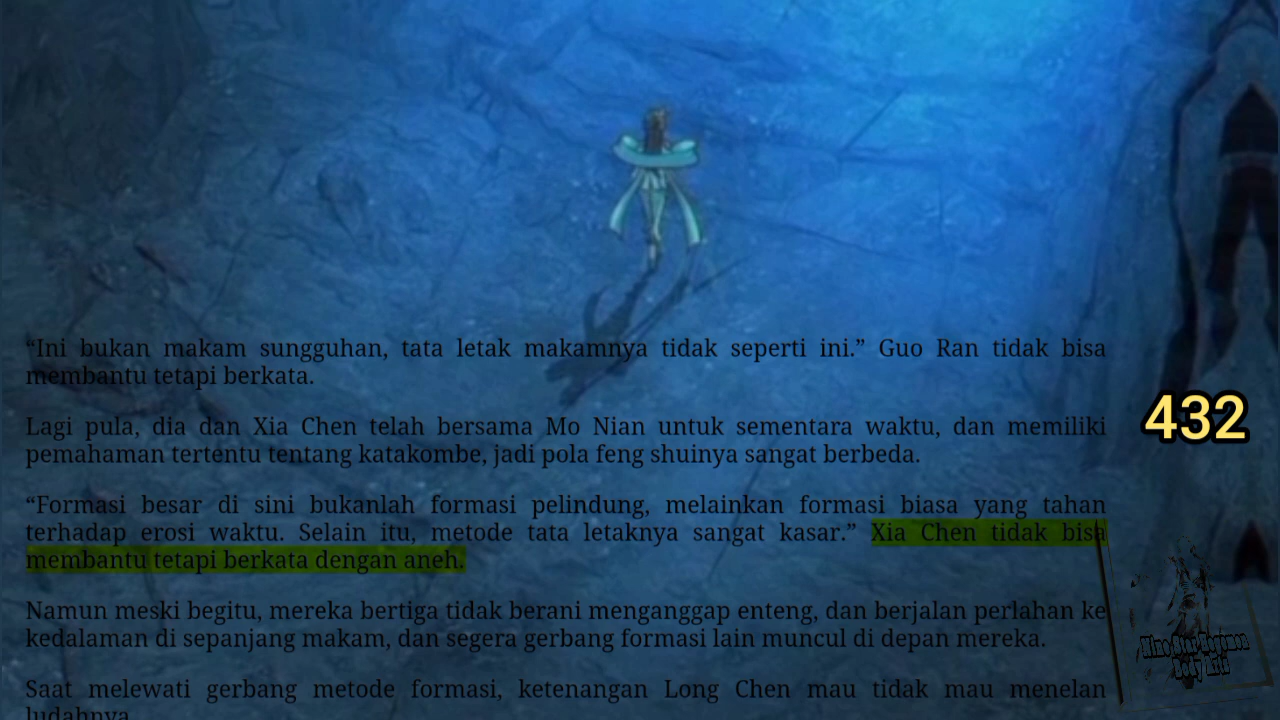 “Ini bukan makam sungguhan, tata letak makamnya tidak seperti ini.” Guo Ran tidak bisa
membantu tetapi berkata.
Lagi pula, dia dan Xia Chen telah bersama Mo Nian untuk sementara waktu, dan memiliki
pemahaman tertentu tentang katakombe, jadi pola feng shuinya sangat berbeda.
432
“Formasi besar di sini bukanlah formasi pelindung, melainkan formasi biasa yang tahan
terhadap erosi waktu. Selain itu, metode tata letaknya sangat kasar.” Xia Chen tidak bisa
membantu tetapi berkata dengan aneh.
Namun meski begitu, mereka bertiga tidak berani menganggap enteng, dan berjalan perlahan ke
kedalaman di sepanjang makam, dan segera gerbang formasi lain muncul di depan mereka.
Saat melewati gerbang metode formasi, ketenangan Long Chen mau tidak mau menelan
ludahnya